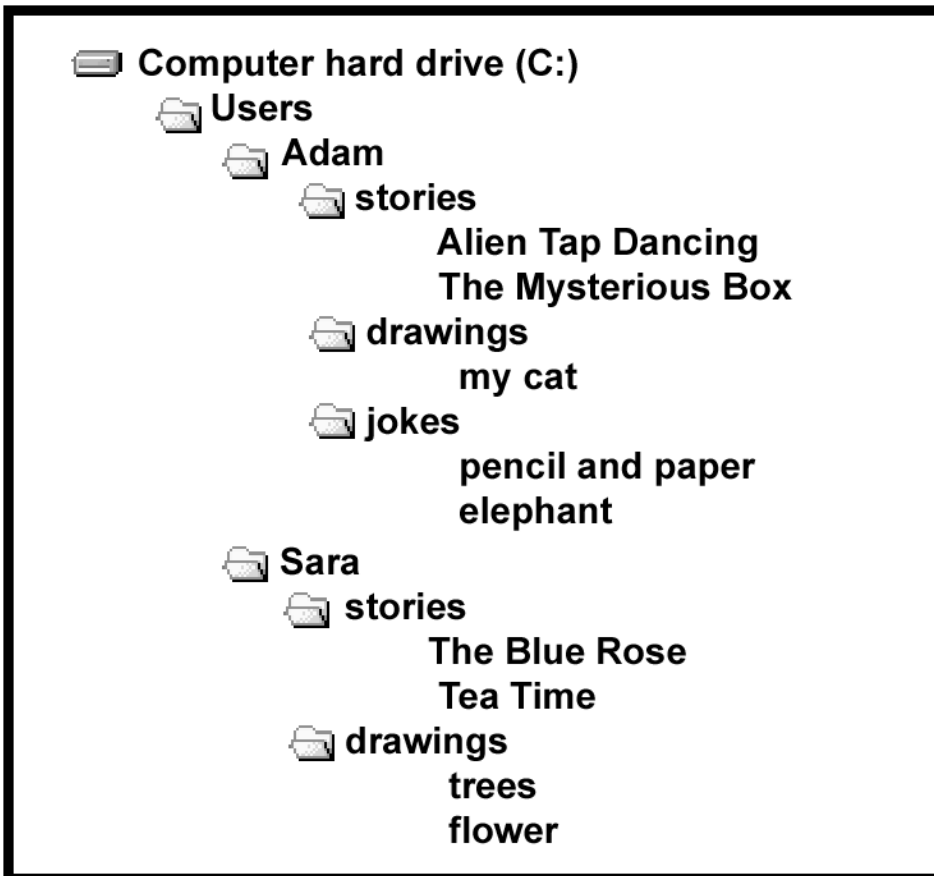 Computer hard drive (C:)
Users
Adam
stories
Alien Tap Dancing
The Mysterious Box
drawings
my cat
jokes
pencil and paper
elephant
Sara
stories
The Blue Rose
Tea Time
drawings
trees
flower